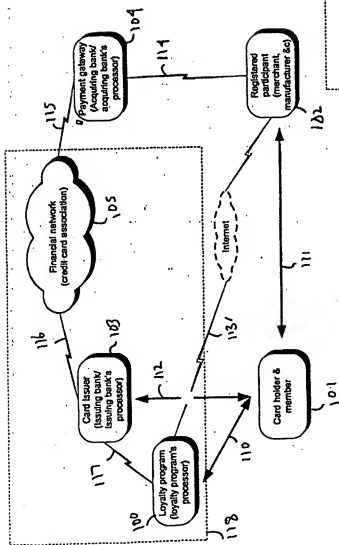 115
Payment gateway
(Acquiring bank/
acquiring bank's
processor)
104
114
Financial network
(credit card association)
105
116
Card issuer
(Issuing bank/
Issuing bank's
processor)
103
117
112
Loyalty program
(loyalty program's
processor)
100
118
110
113
Internet
Registered
participant
(merchant,
manufacturer &c)
102
111
Card holder &
member
101